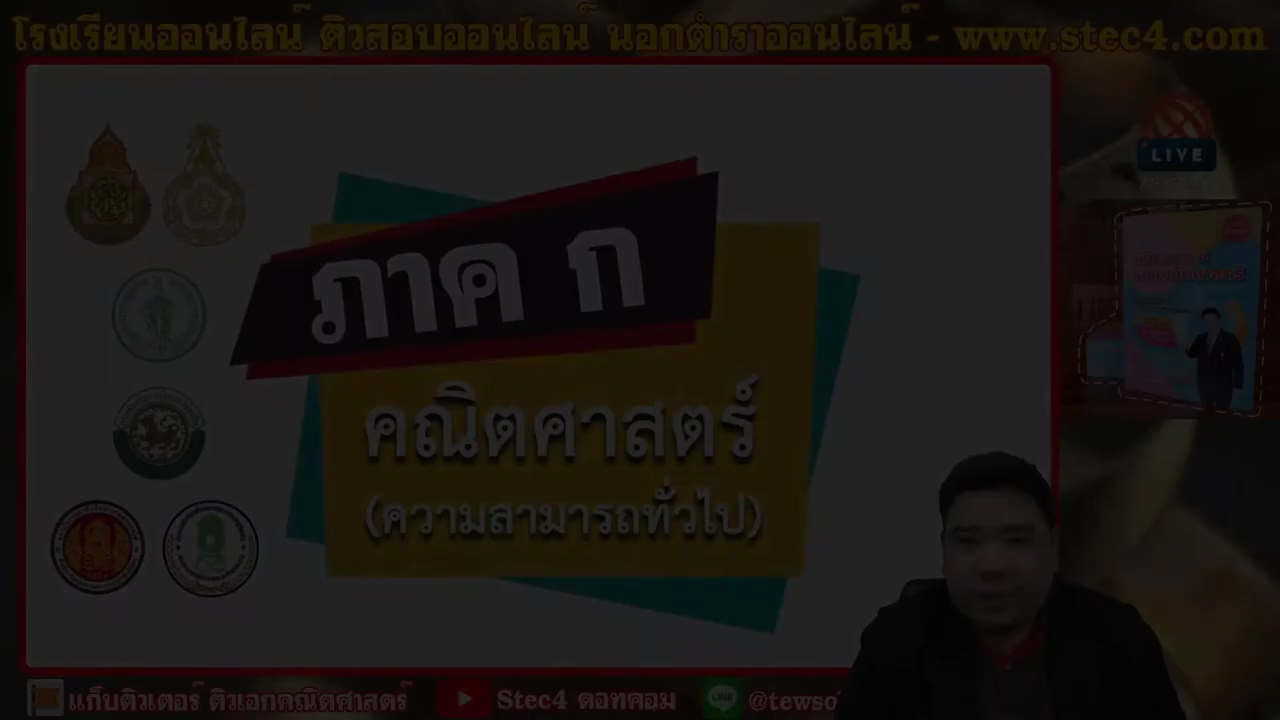 โรงเรียนออนไลน์ ติวสอบออนไลน์ นอกตำราออนไลน์ - www.stec4.com
LIVE
ภาค ก
คณิตศาสตร์
(ความสามารถทั่วไป)
แก็บติวเตอร์ ติวเอกคณิตศาสตร์
Stec4 ดอทคอม
LINE